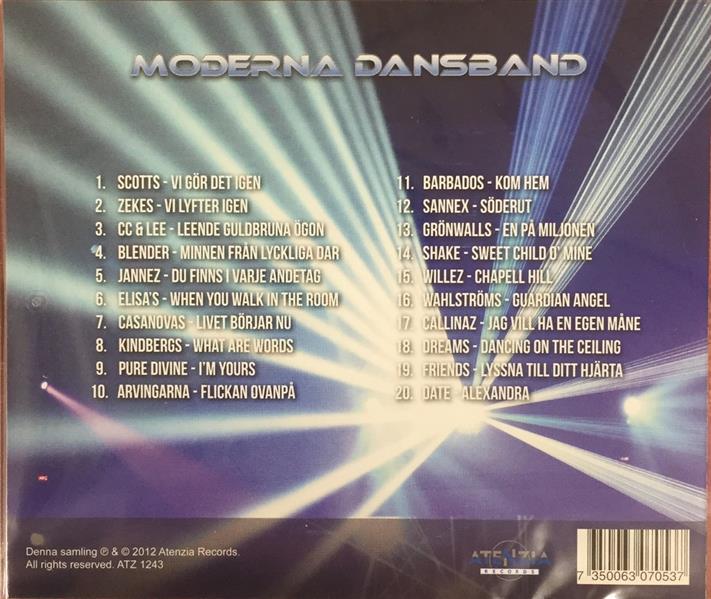 MODERNA DANSBAND
1. SCOTTS - VI GÖR DET IGEN
2. ZEKES - VI LYFTER IGEN
3. CC & LEE - LEENDE GULDBRUNA ÖGON
4. BLENDER - MINNEN FRÅN LYCKLIGA DAR
5. JANNEZ - DU FINNS I VARJE ANDETAG
6. ELISA'S - WHEN YOU WALK IN THE ROOM
7. CASANOVAS - LIVET BÖRJAR NU
8. KINDBERGS - WHAT ARE WORDS
9. PURE DIVINE - I'M YOURS
10. ARVINGARNA - FLICKAN OVANPÅ
11. BARBADOS - KOM HEM
12. SANNEX - SÖDERUT
13. GRÖNWALLS - EN PÅ MILJONEN
14. SHAKE - SWEET CHILD O' MINE
15. WILLEZ - CHAPELL HILL
16. WAHLSTRÖMS - GUARDIAN ANGEL
17. CALLINAZ - JAG VILL HA EN EGEN MÅNE
18. DREAMS - DANCING ON THE CEILING
19. FRIENDS - LYSSNA TILL DITT HJÄRTA
20. DATE - ALEXANDRA
Denna samling ℗ & © 2012 Atenzia Records.
All rights reserved. ATZ 1243
ATENZIA
RECORDS
7 350063 070537